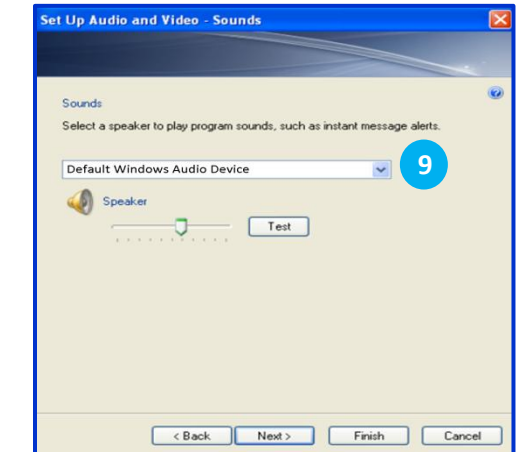 Set Up Audio and Video - Sounds
Sounds
Select a speaker to play program sounds, such as instant message alerts.
Default Windows Audio Device
9
Speaker
Test
< Back Next > Finish Cancel